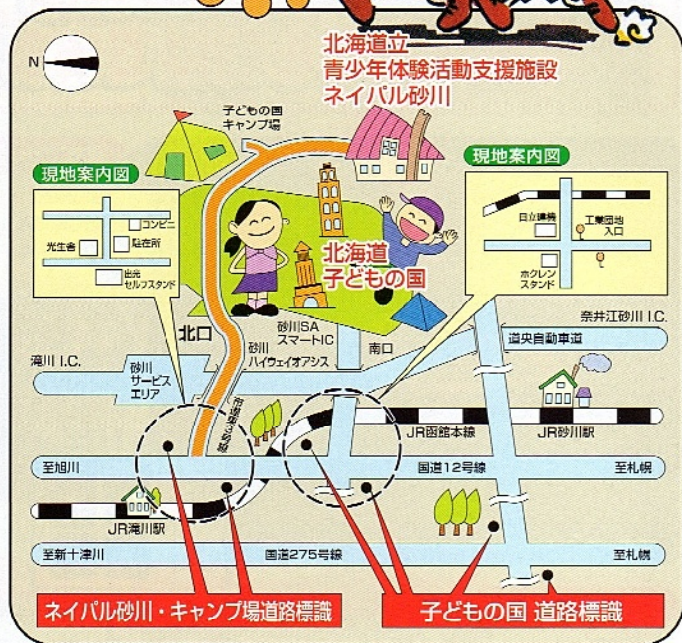 北海道立
青少年体験活動支援施設
ネイパル砂川
N
子どもの国
キャンプ場
現地案内図
コンビニ
光生舎
駐在所
出光
セルフスタンド
現地案内図
日立建機
工業団地
入口
ホクレン
スタンド
北海道
子どもの国
北口
砂川SA
スマートIC
砂川
ハイウェイオアシス
南口
奈井江砂川 I.C.
道央自動車道
滝川 I.C.
砂川
サービス
エリア
市道東3号線
JR函館本線
JR砂川駅
至旭川
国道12号線
至札幌
JR滝川駅
至新十津川
国道275号線
至札幌
ネイパル砂川・キャンプ場道路標識
子どもの国 道路標識